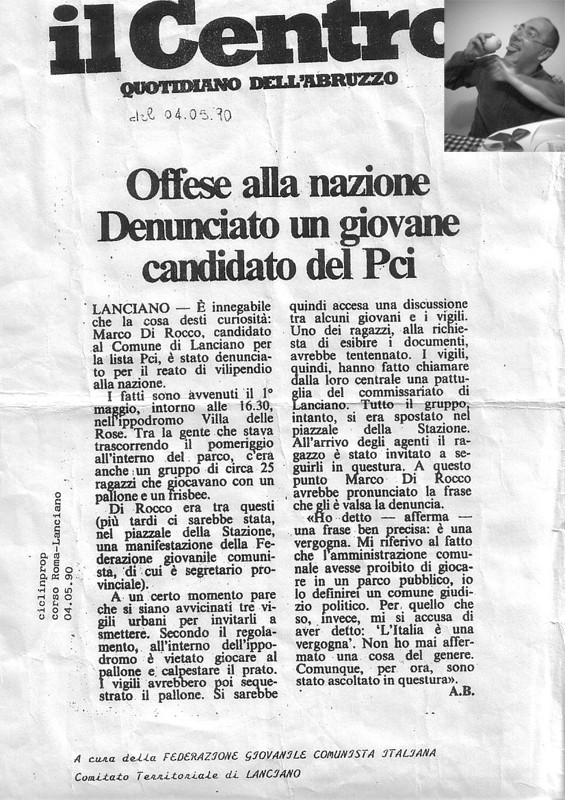 il Centro
QUOTIDIANO DELL'ABRUZZO
del 04.05.90
Offese alla nazione
Denunciato un giovane
candidato del Pci
LANCIANO — È innegabile
che la cosa desti curiosità:
Marco Di Rocco, candidato
al Comune di Lanciano per
la lista Pci, è stato denuncia-
to per il reato di vilipendio
alla nazione.
I fatti sono avvenuti il 1°
maggio, intorno alle 16.30,
nell'ippodromo Villa delle
Rose. Tra la gente che stava
trascorrendo il pomeriggio
all'interno del parco, c'era
anche un gruppo di circa 25
ragazzi che giocavano con un
pallone e un frisbee.
Di Rocco era tra questi
(più tardi ci sarebbe stata,
nel piazzale della Stazione,
una manifestazione della Fe-
derazione giovanile comuni-
sta, di cui è segretario pro-
vinciale).
A un certo momento pare
che si siano avvicinati tre vi-
gili urbani per invitarli a
smettere. Secondo il regola-
mento, all'interno dell'ippo-
dromo è vietato giocare al
pallone e calpestare il prato.
I vigili avrebbero poi seque-
strato il pallone. Si sarebbe
quindi accesa una discussione
tra alcuni giovani e i vigili.
Uno dei ragazzi, alla richie-
sta di esibire i documenti,
avrebbe tentennato. I vigili,
quindi, hanno fatto chiamare
dalla loro centrale una pattu-
glia del commissariato di
Lanciano. Tutto il gruppo,
intanto, si era spostato nel
piazzale della Stazione.
All'arrivo degli agenti il ra-
gazzo è stato invitato a se-
guirli in questura. A questo
punto Marco Di Rocco
avrebbe pronunciato la frase
che gli è valsa la denuncia.
«Ho detto — afferma —
una frase ben precisa: è una
vergogna. Mi riferivo al fatto
che l'amministrazione comu-
nale avesse proibito di gioca-
re in un parco pubblico, io
lo definirei un comune giudi-
zio politico. Per quello che
so, invece, mi si accusa di
aver detto: 'L'Italia è una
vergogna'. Non ho mai affer-
mato una cosa del genere.
Comunque, per ora, sono
stato ascoltato in questura».
A.B.
ciclinprop
corso Roma-Lanciano
04.05.90
A cura della FEDERAZIONE GIOVANILE COMUNISTA ITALIANA
Comitato Territoriale di LANCIANO